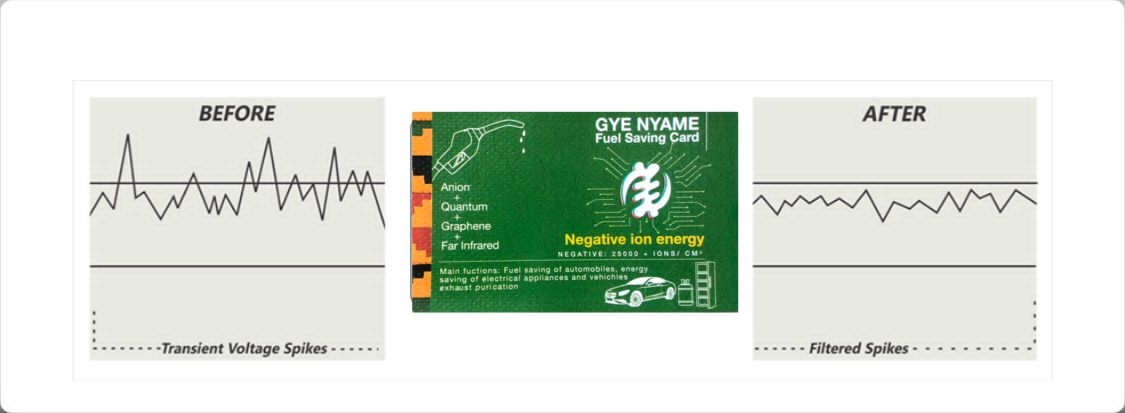 BEFORE
Transient Voltage Spikes
GYE NYAME
Fuel Saving Card
Anion
+
Quantum
+
Graphene
+
Far Infrared
Negative ion energy
NEGATIVE: 25000 + IONS/ CM³
Main fuctions: Fuel saving of automobiles, energy
saving of electrical appliances and vehichles
exhaust purication
AFTER
Filtered Spikes